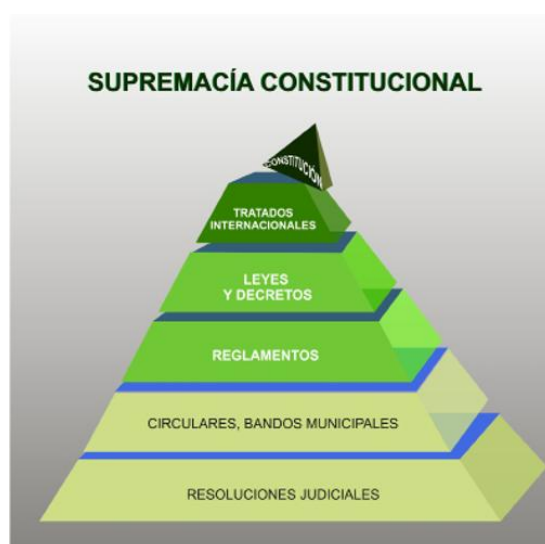 SUPREMACÍA CONSTITUCIONAL
CONSTITUCIÓN
TRATADOS
INTERNACIONALES
LEYES
Y DECRETOS
REGLAMENTOS
CIRCULARES, BANDOS MUNICIPALES
RESOLUCIONES JUDICIALES